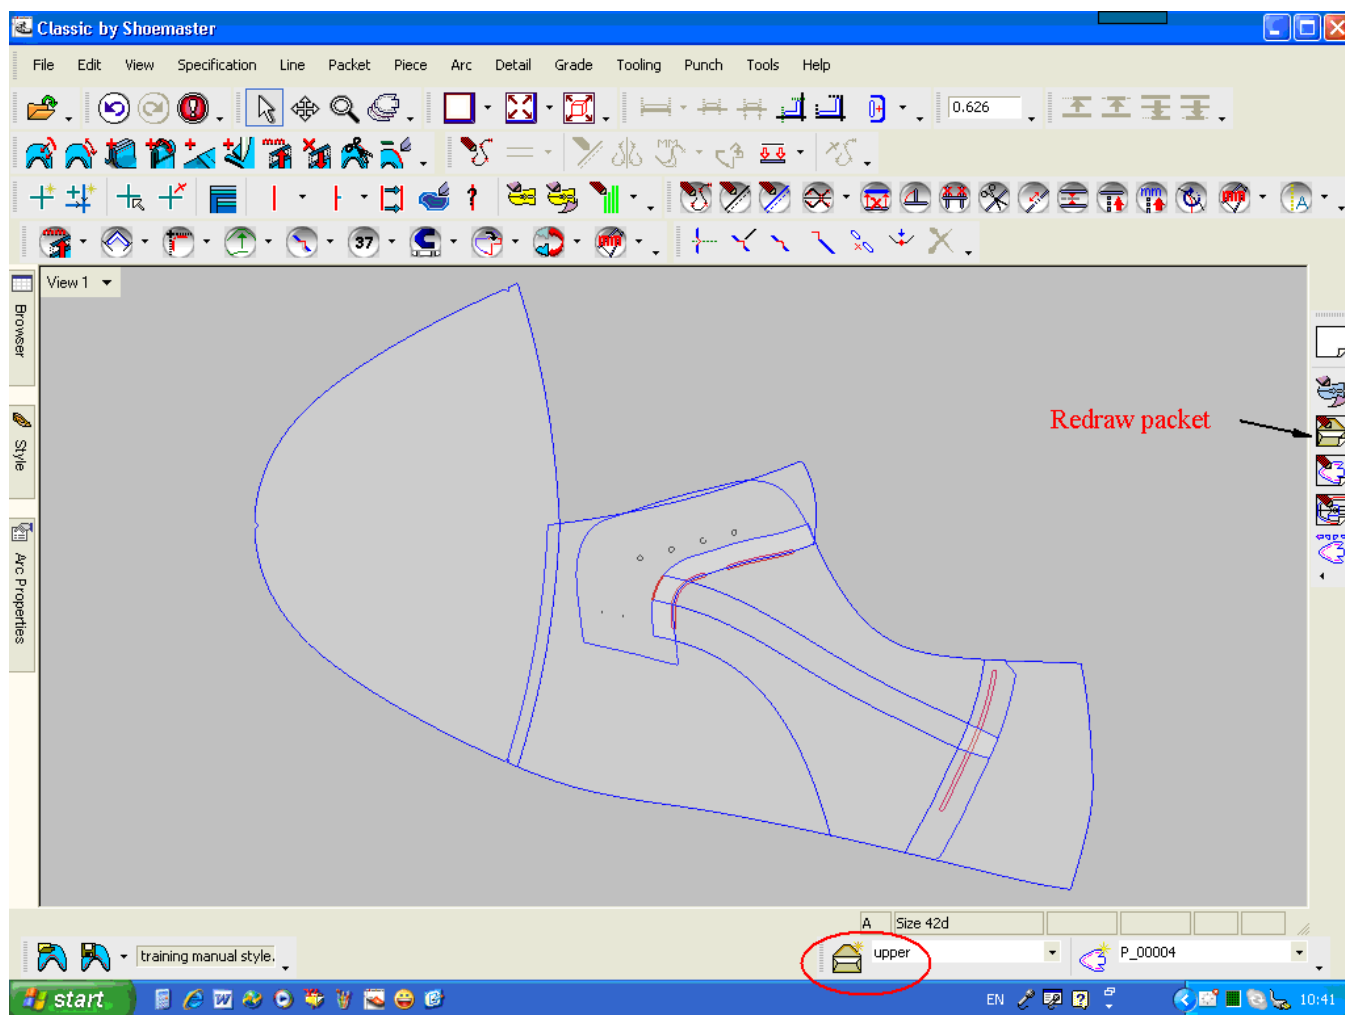 Classic by Shoemaster
File Edit View Specification Line Packet Piece Arc Detail Grade Tooling Punch Tools Help
0.626
mm
mm
37
View 1
Browser
Style
Arc Properties
Redraw packet
A Size 42d
training manual style.
upper
P_00004
start
EN
10:41